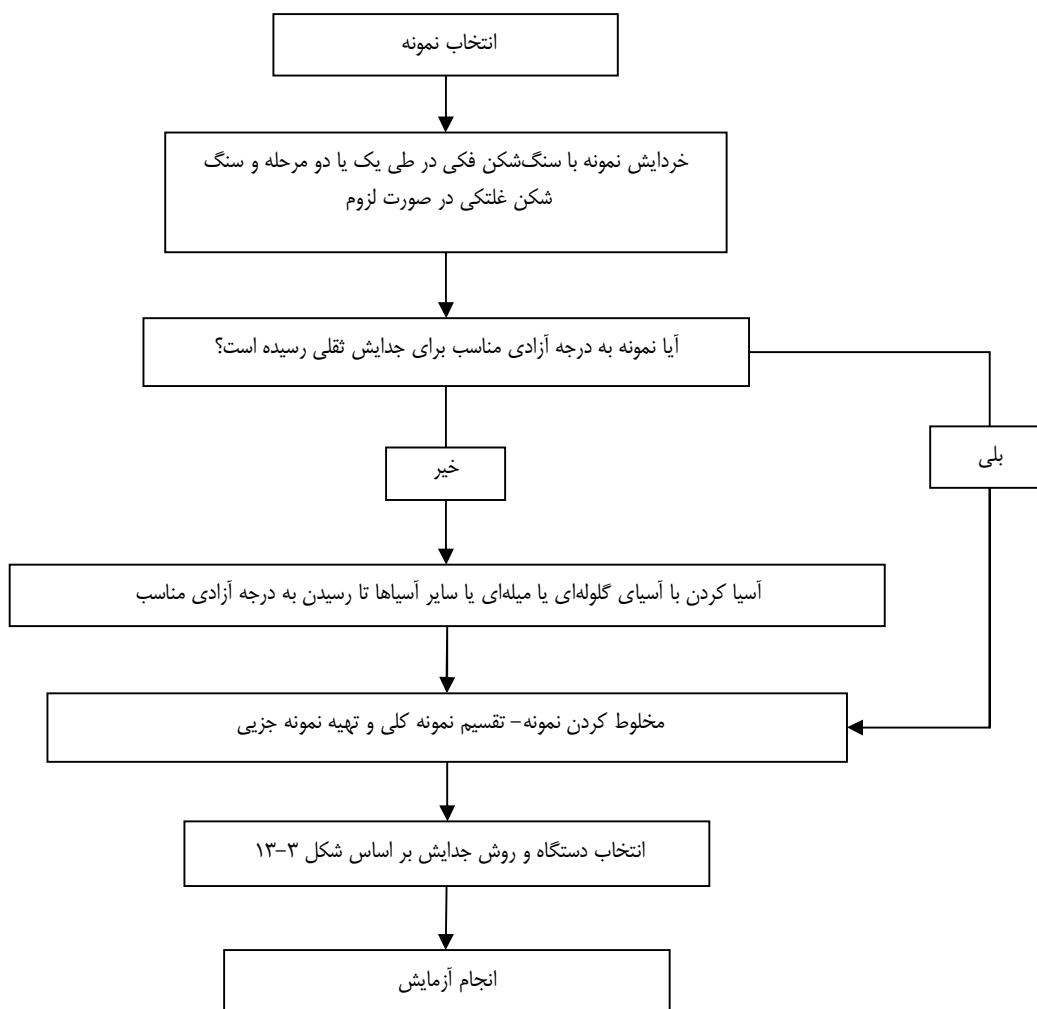 انتخاب نمونه
خردایش نمونه با سنگ‌شکن فکی در طی یک یا دو مرحله و سنگ
شکن غلتکی در صورت لزوم
آیا نمونه به درجه آزادی مناسب برای جدایش ثقلی رسیده است؟
بلی
خیر
آسیا کردن با آسیای گلوله‌ای یا میله‌ای یا سایر آسیاها تا رسیدن به درجه آزادی مناسب
مخلوط کردن نمونه– تقسیم نمونه کلی و تهیه نمونه جزیی
انتخاب دستگاه و روش جدایش بر اساس شکل ۳–۱۳
انجام آزمایش